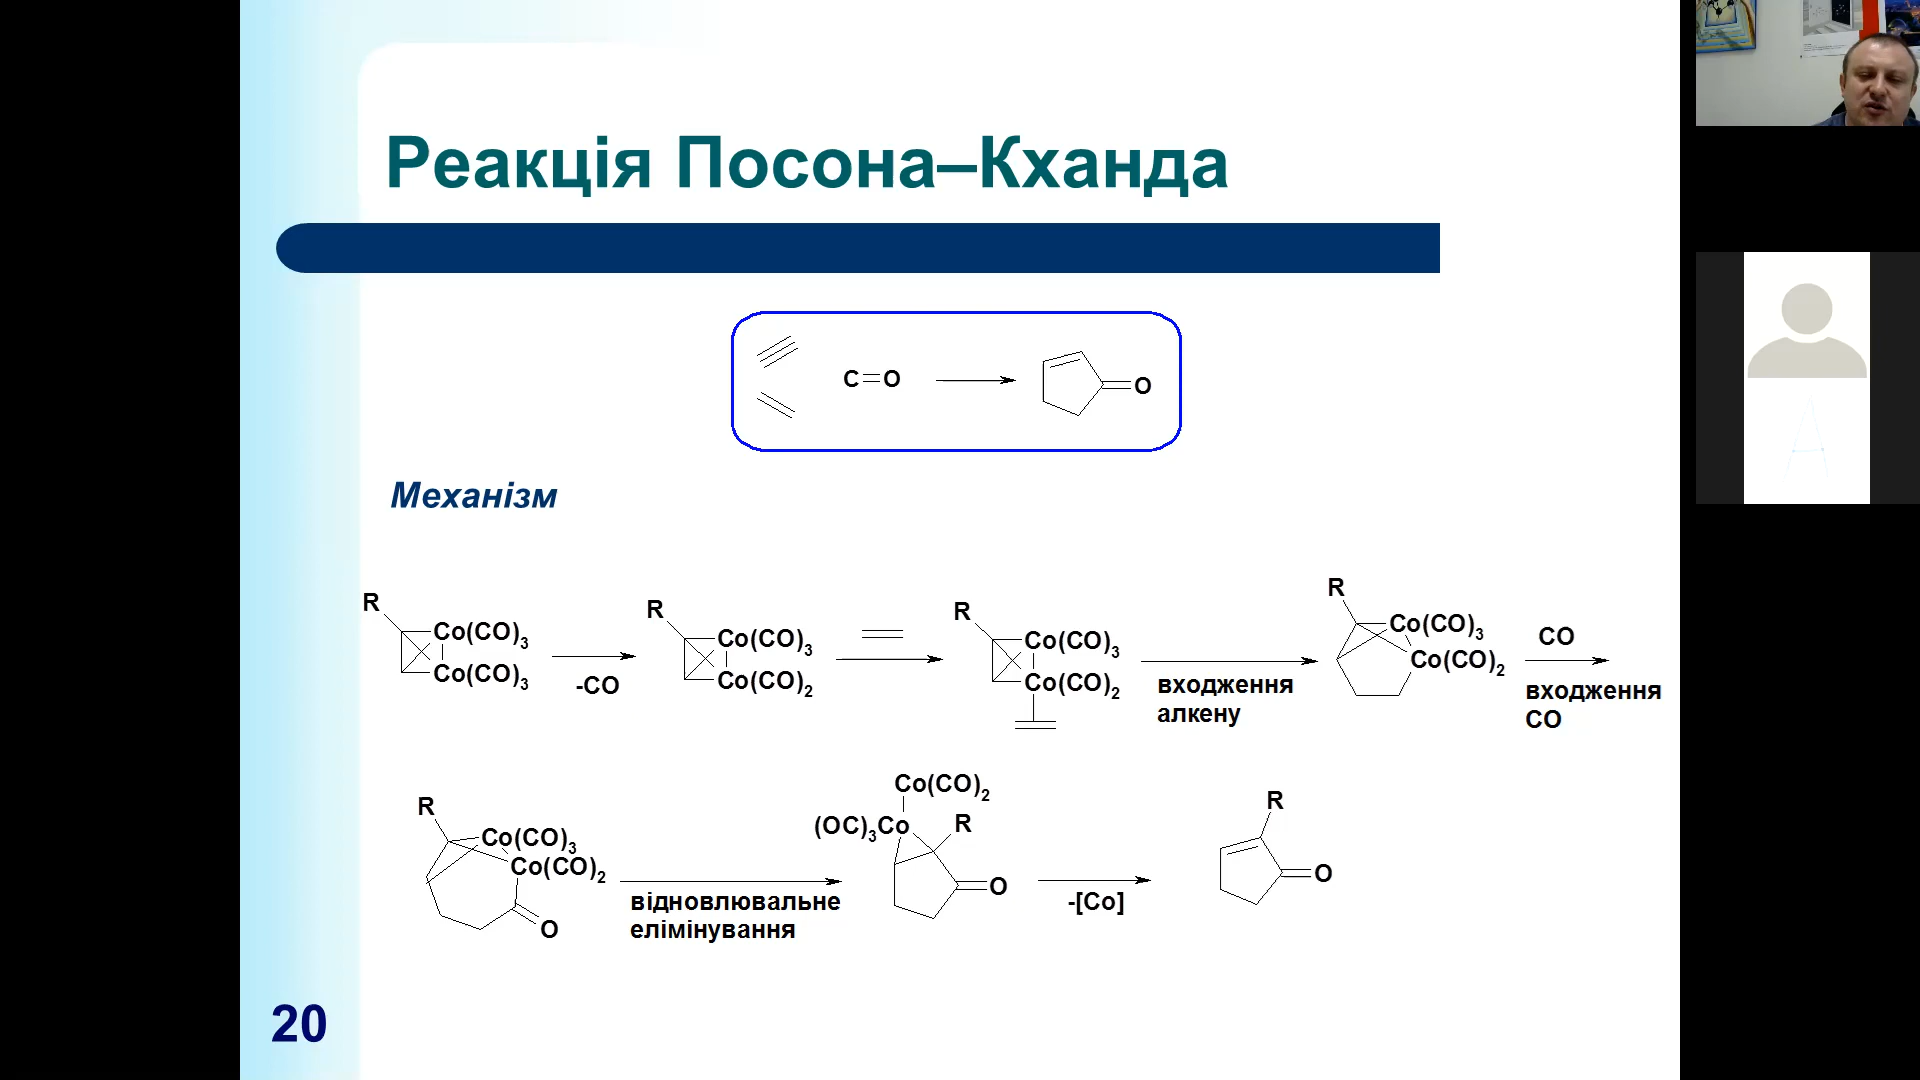 Реакція Посона–Кханда
C=O
O
Механізм
R
Co(CO)3
Co(CO)3
-CO
R
Co(CO)3
Co(CO)2
R
Co(CO)3
Co(CO)2
входження
алкену
R
Co(CO)3
Co(CO)2
CO
входження
CO
R
Co(CO)3
Co(CO)2
O
відновлювальне
елімінування
Co(CO)2
(OC)3Co
R
O
-[Co]
R
O
20